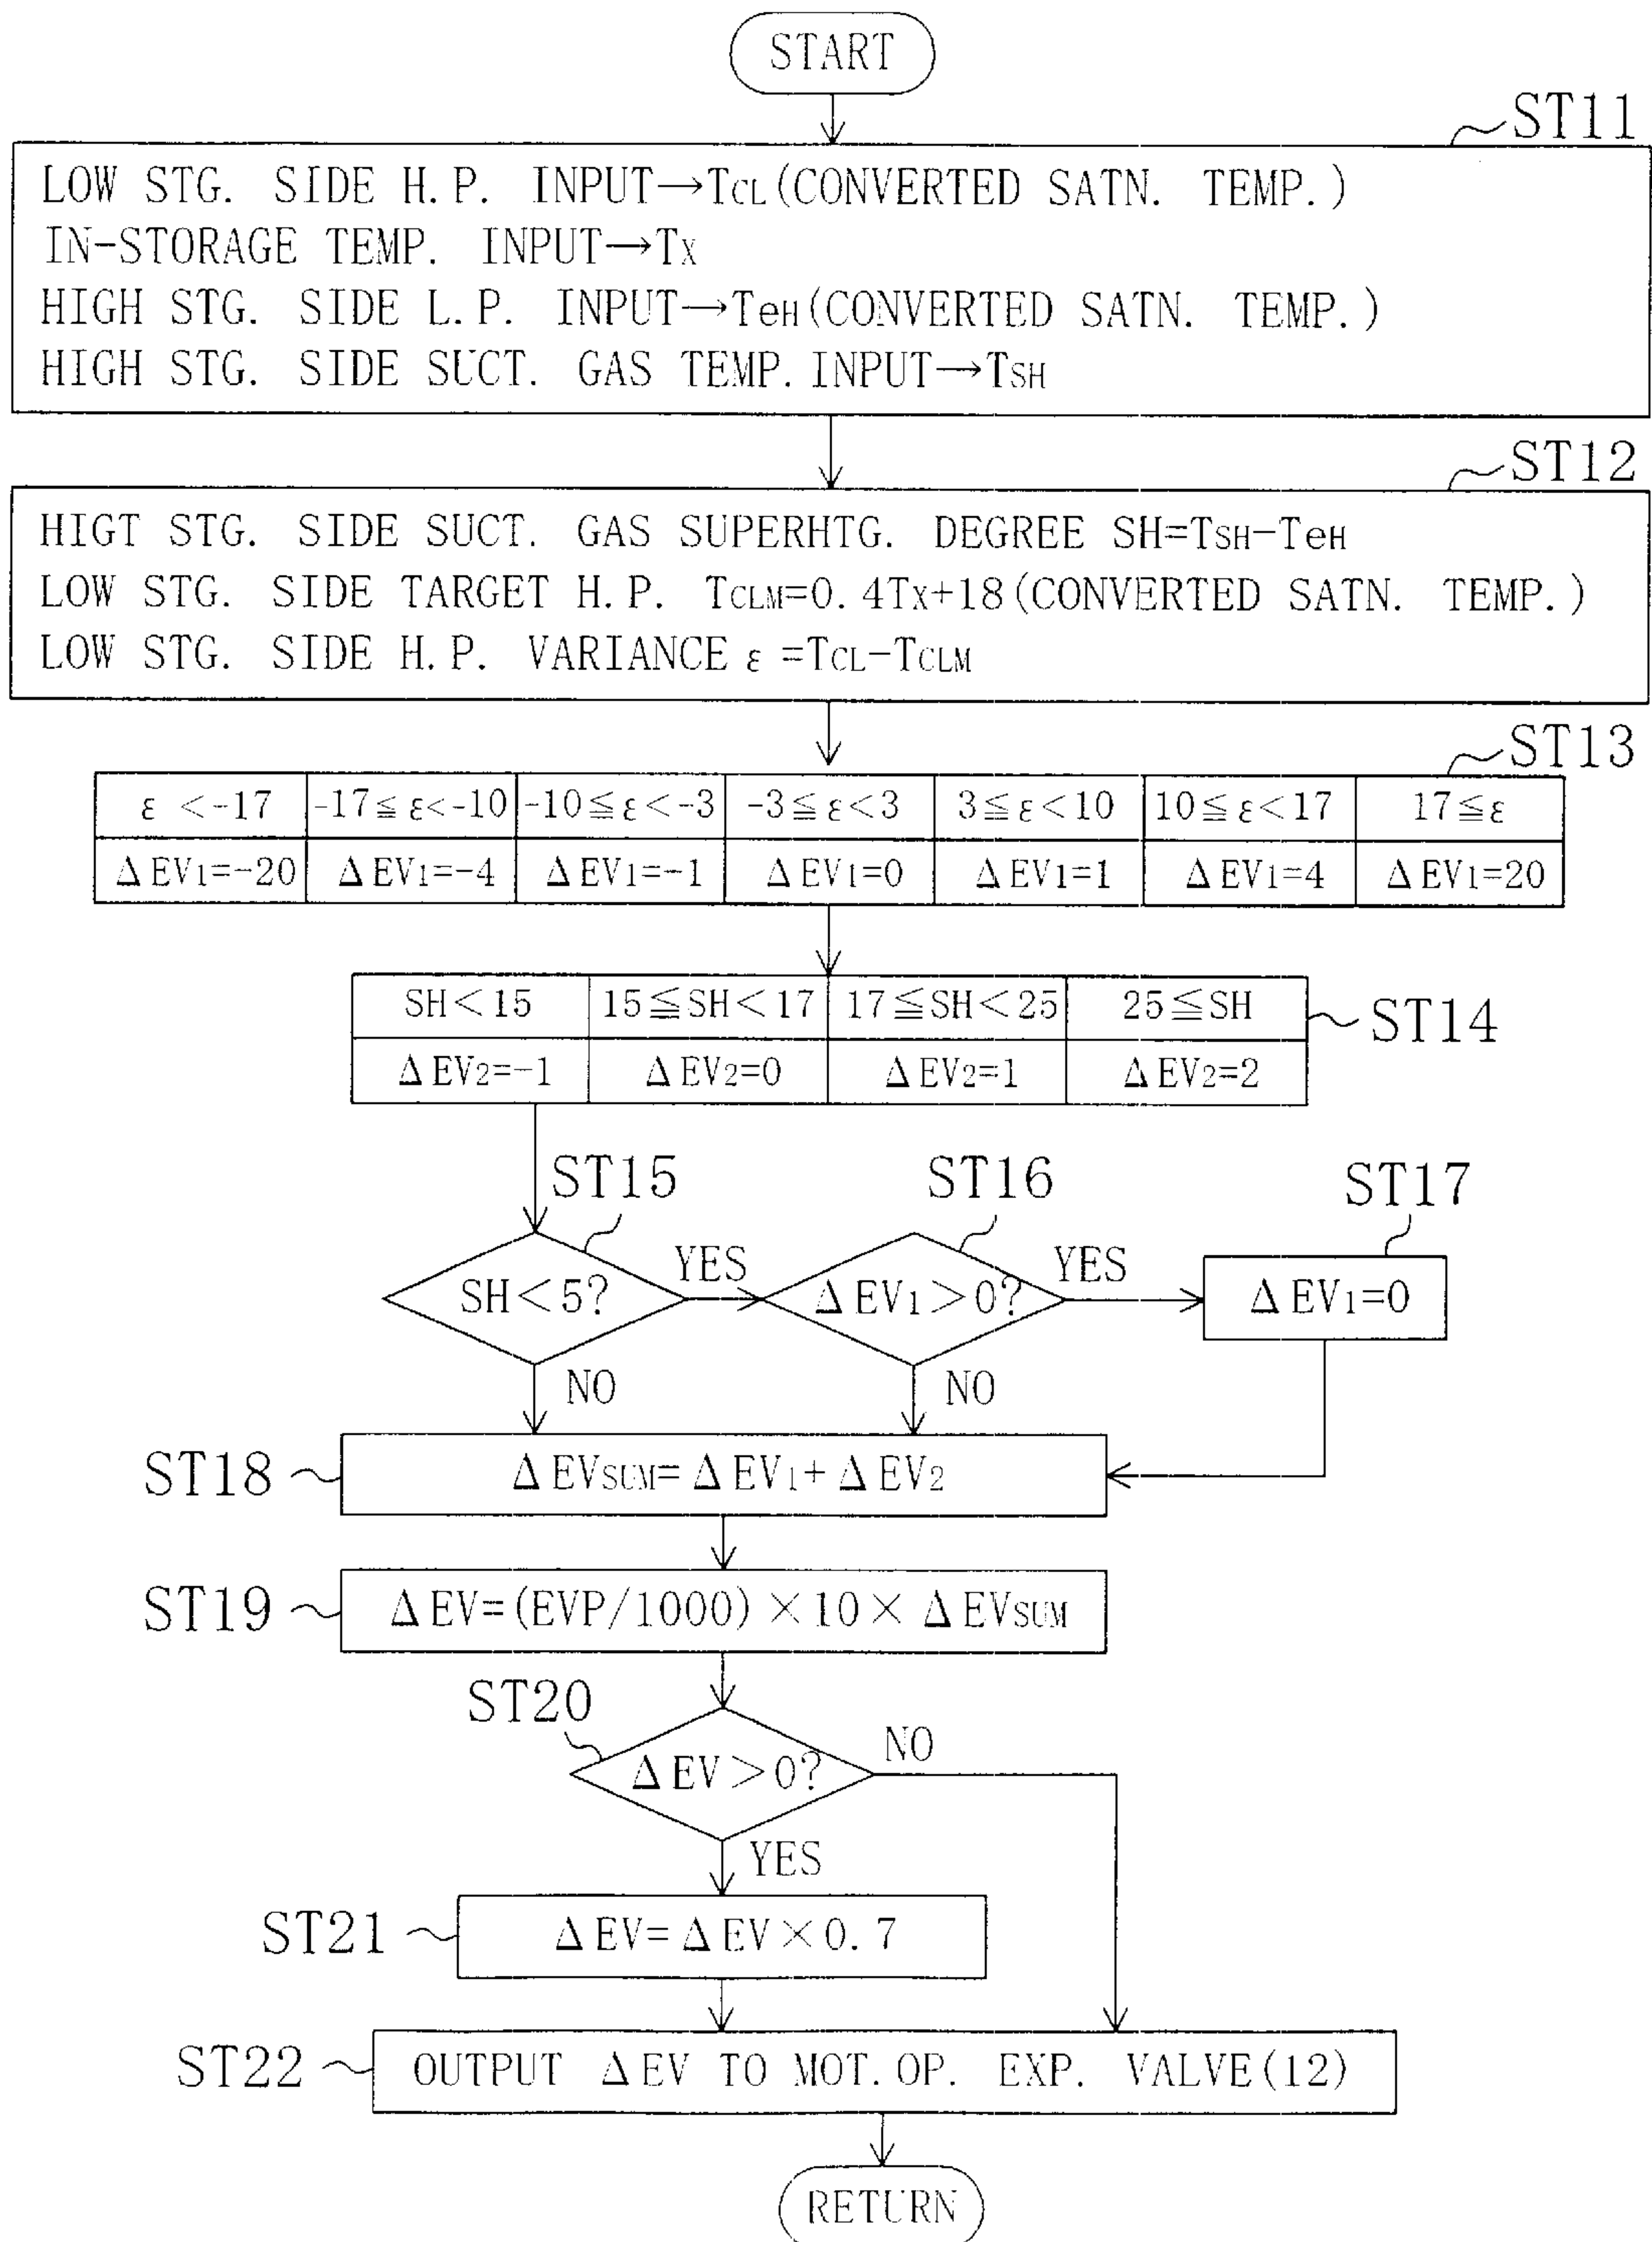 START
ST11
LOW STG. SIDE H.P. INPUT→TCL(CONVERTED SATN. TEMP.)
IN-STORAGE TEMP. INPUT→TX
HIGH STG. SIDE L.P. INPUT→TeH(CONVERTED SATN. TEMP.)
HIGH STG. SIDE SUCT. GAS TEMP. INPUT→TSH
ST12
HIGT STG. SIDE SUCT. GAS SUPERHTG. DEGREE SH=TSH-TeH
LOW STG. SIDE TARGET H.P. TCLM=0.4TX+18(CONVERTED SATN. TEMP.)
LOW STG. SIDE H.P. VARIANCE ε=TCL-TCLM
ST13
ε <-17 -17≦ε<-10 -10≦ε<-3 -3≦ε<3 3≦ε<10 10≦ε<17 17≦ε
ΔEV1=-20 ΔEV1=-4 ΔEV1=-1 ΔEV1=0 ΔEV1=1 ΔEV1=4 ΔEV1=20
SH<15 15≦SH<17 17≦SH<25 25≦SH
ST14
ΔEV2=-1 ΔEV2=0 ΔEV2=1 ΔEV2=2
ST15 ST16 ST17
SH<5? YES ΔEV1>0? YES ΔEV1=0
NO NO
ST18 ΔEVSUM=ΔEV1+ΔEV2
ST19 ΔEV=(EVP/1000)×10×ΔEVSUM
ST20
ΔEV>0? NO
YES
ST21 ΔEV=ΔEV×0.7
ST22 OUTPUT ΔEV TO MOT.OP. EXP. VALVE(12)
RETURN